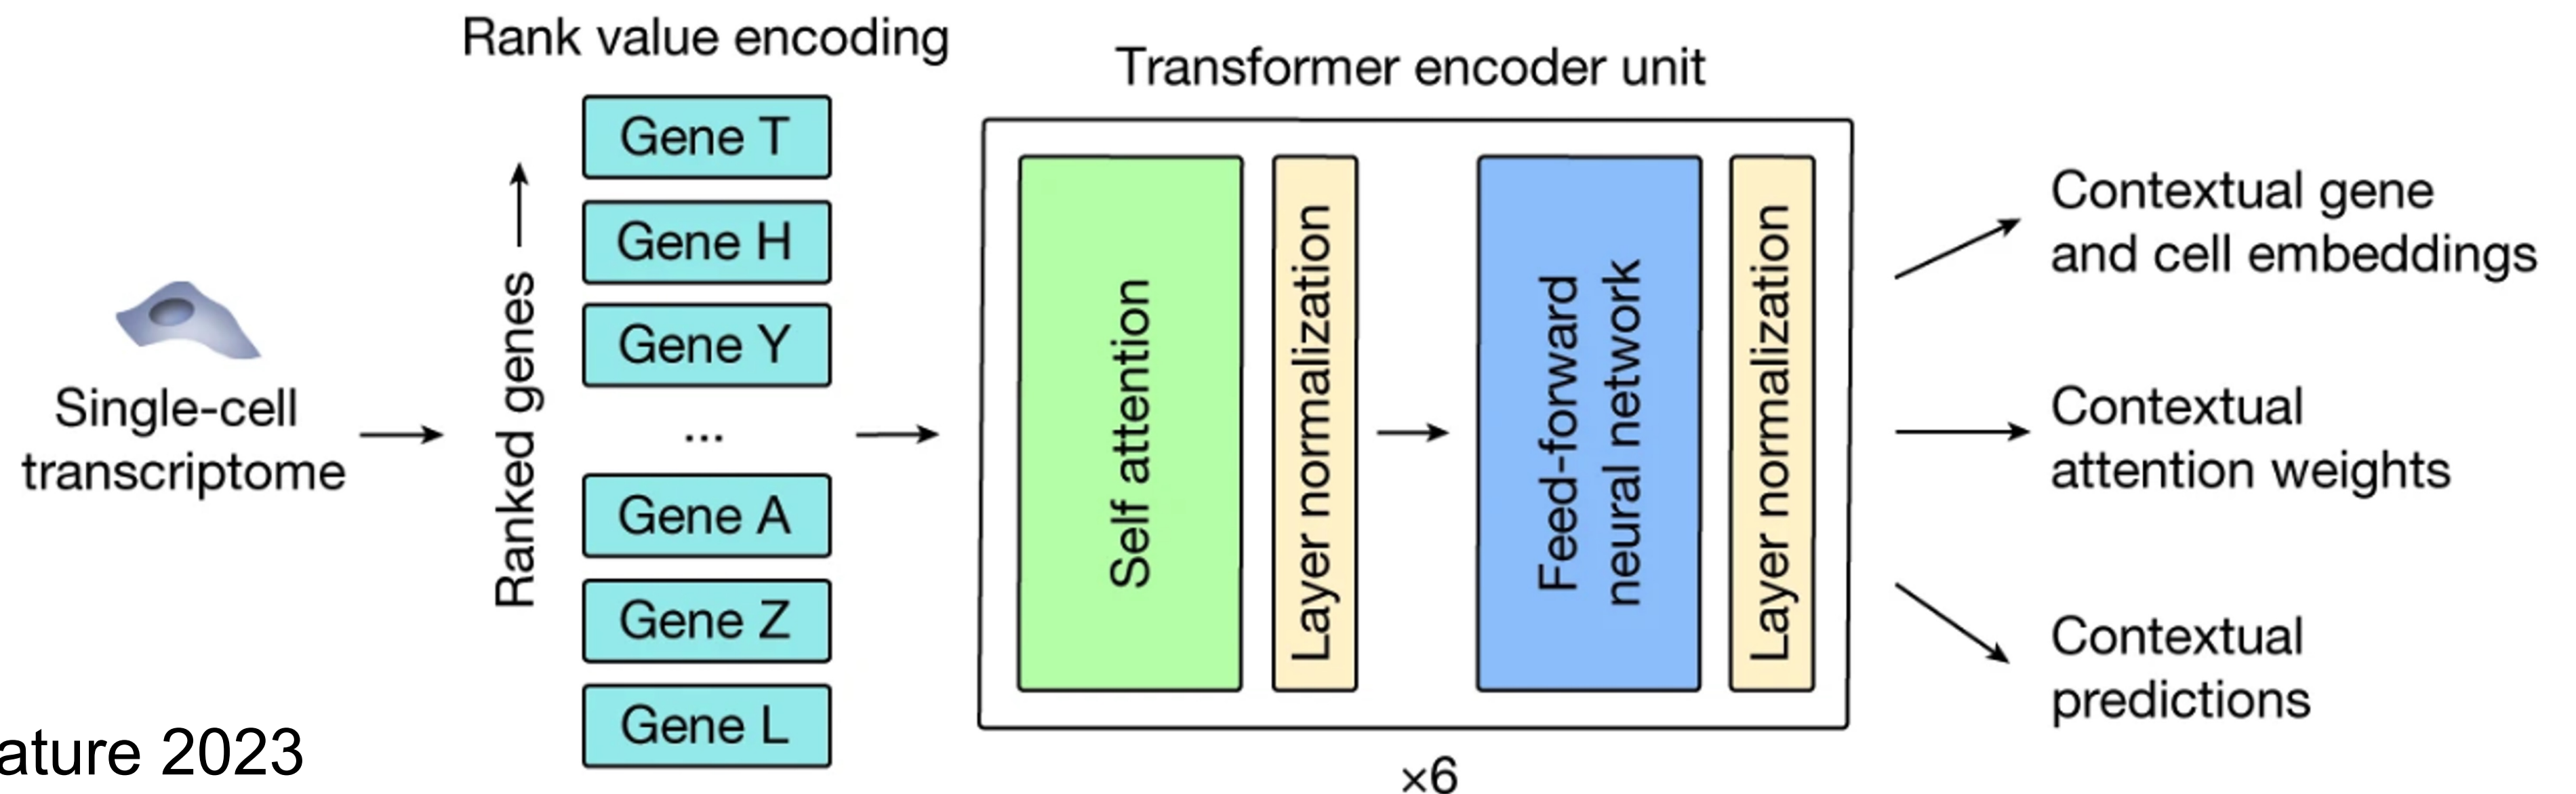 Rank value encoding
Transformer encoder unit
Single-cell
transcriptome
Ranked genes
Gene T
Gene H
Gene Y
...
Gene A
Gene Z
Gene L
Self attention
Layer normalization
Feed-forward
neural network
Layer normalization
×6
Contextual gene
and cell embeddings
Contextual
attention weights
Contextual
predictions
ature 2023